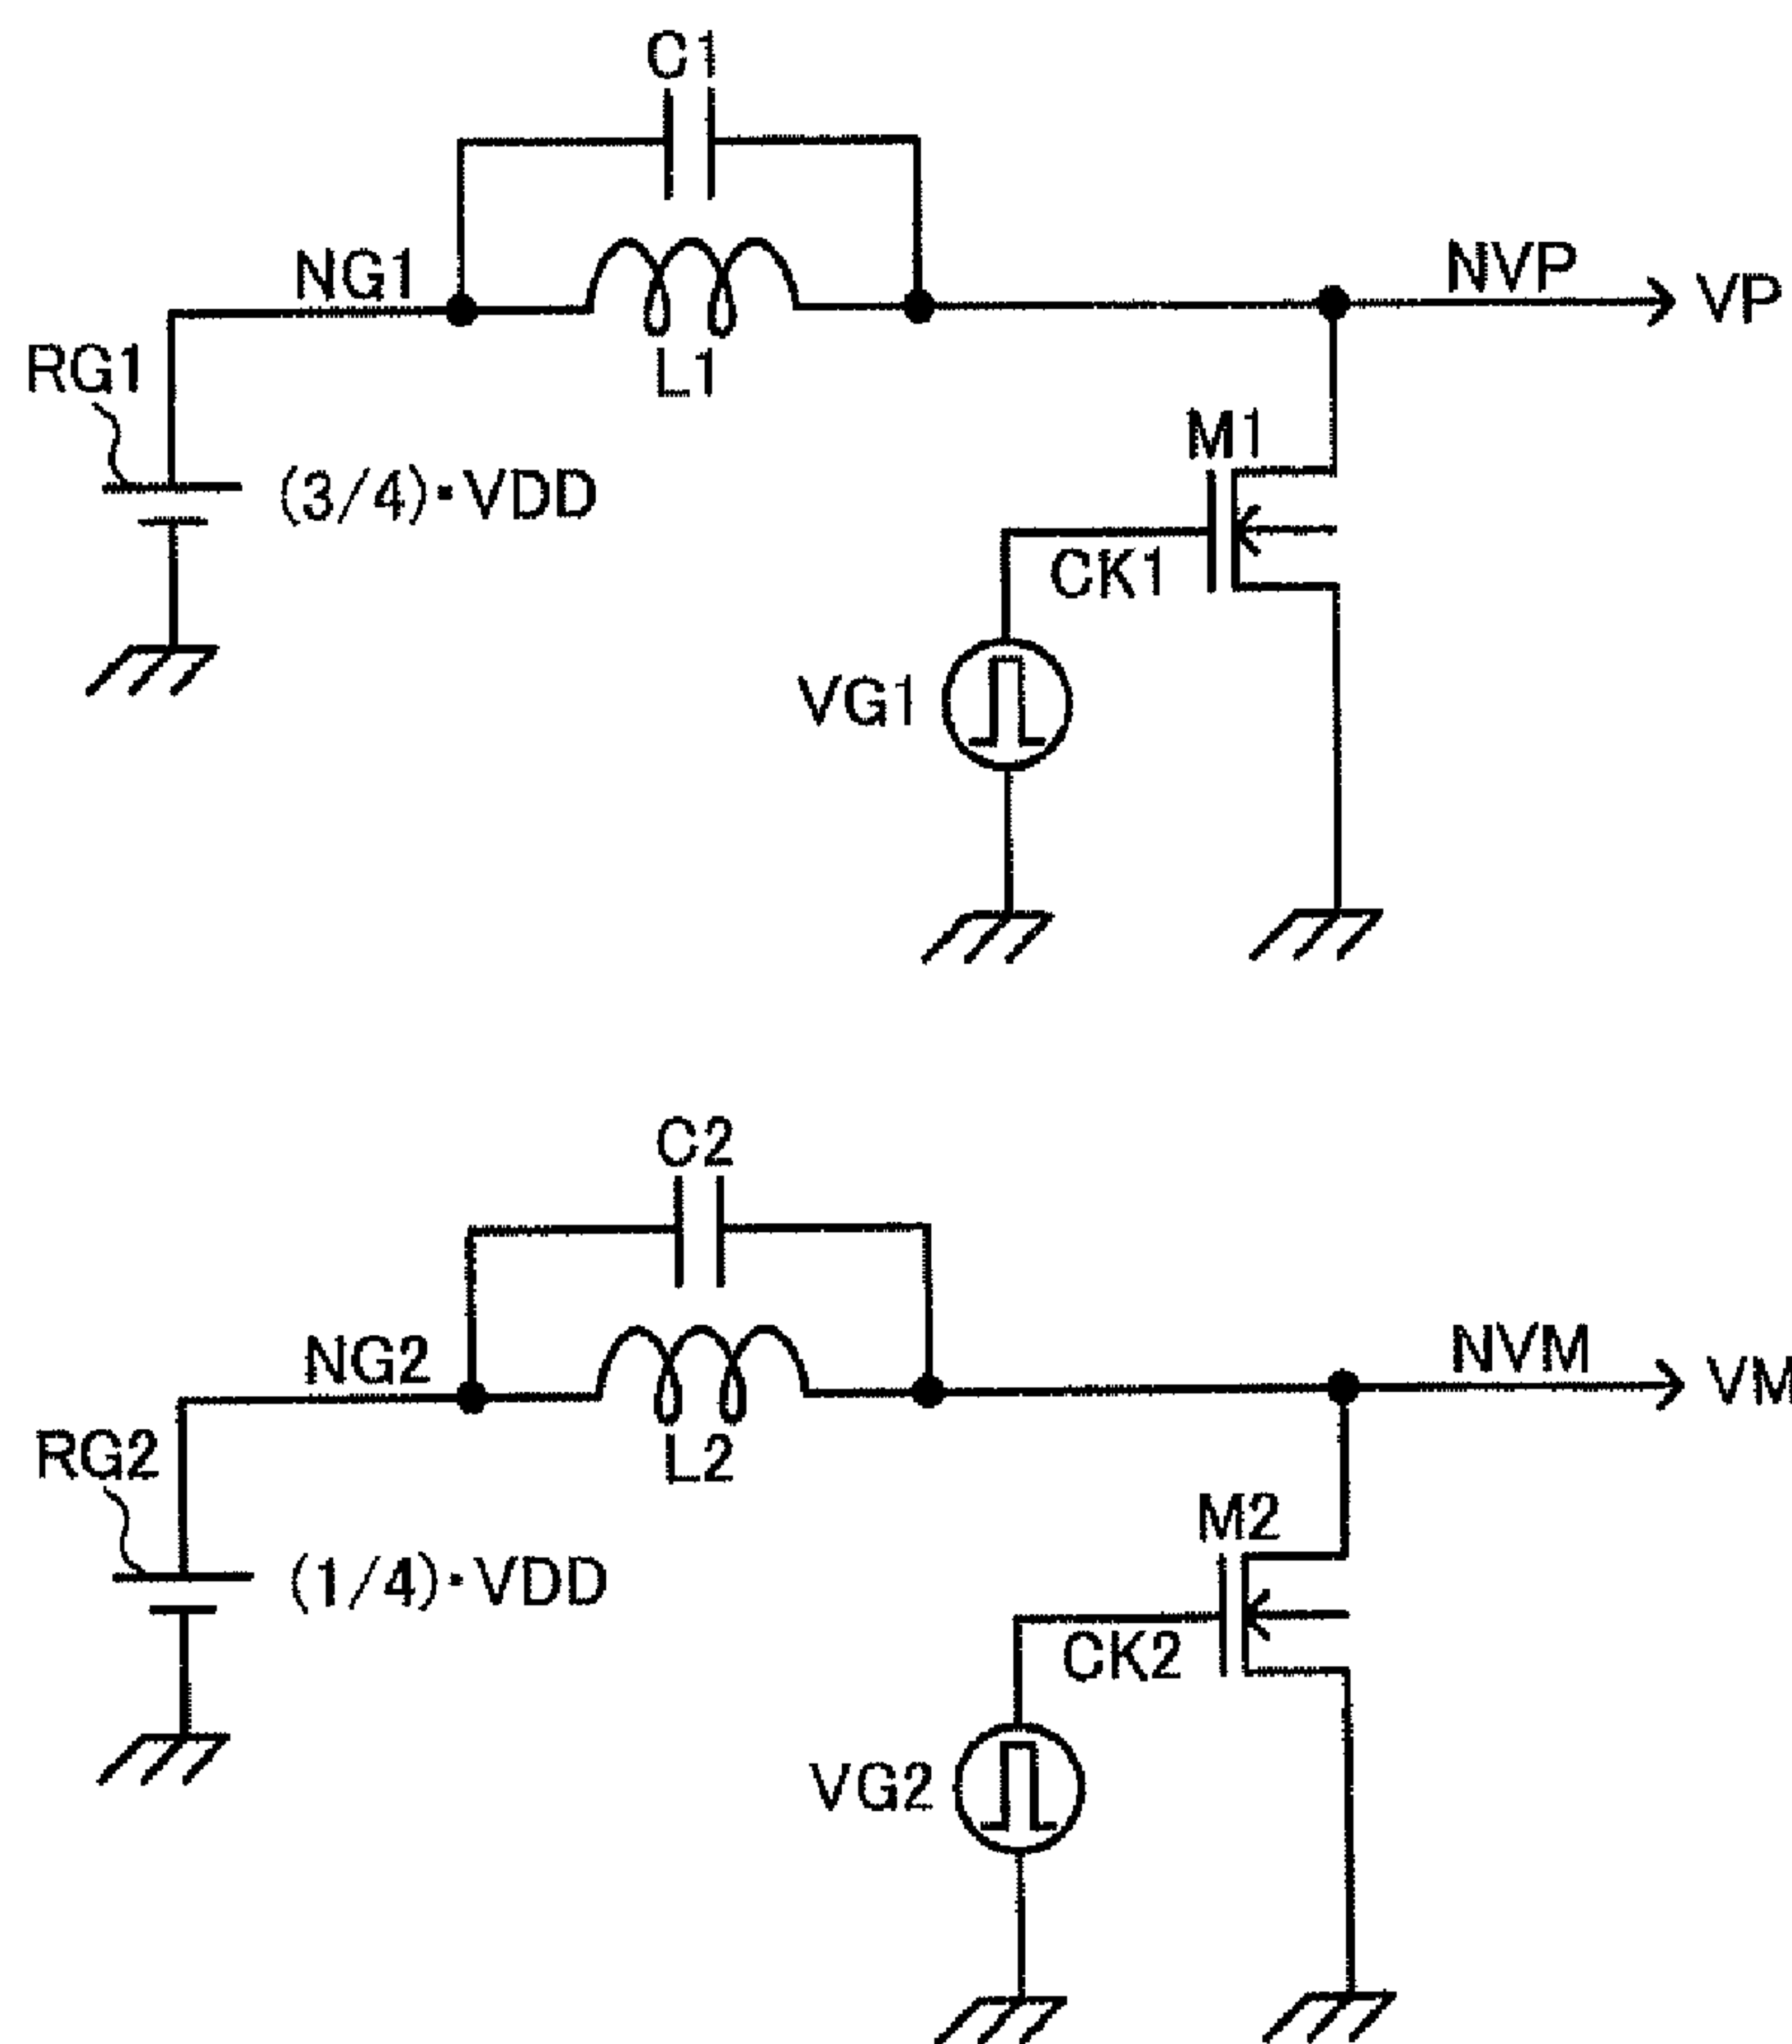 C1
NG1
NVP
VP
RG1
L1
(3/4)・VDD
M1
CK1
VG1
C2
NG2
NVM
VM
RG2
L2
(1/4)・VDD
M2
CK2
VG2